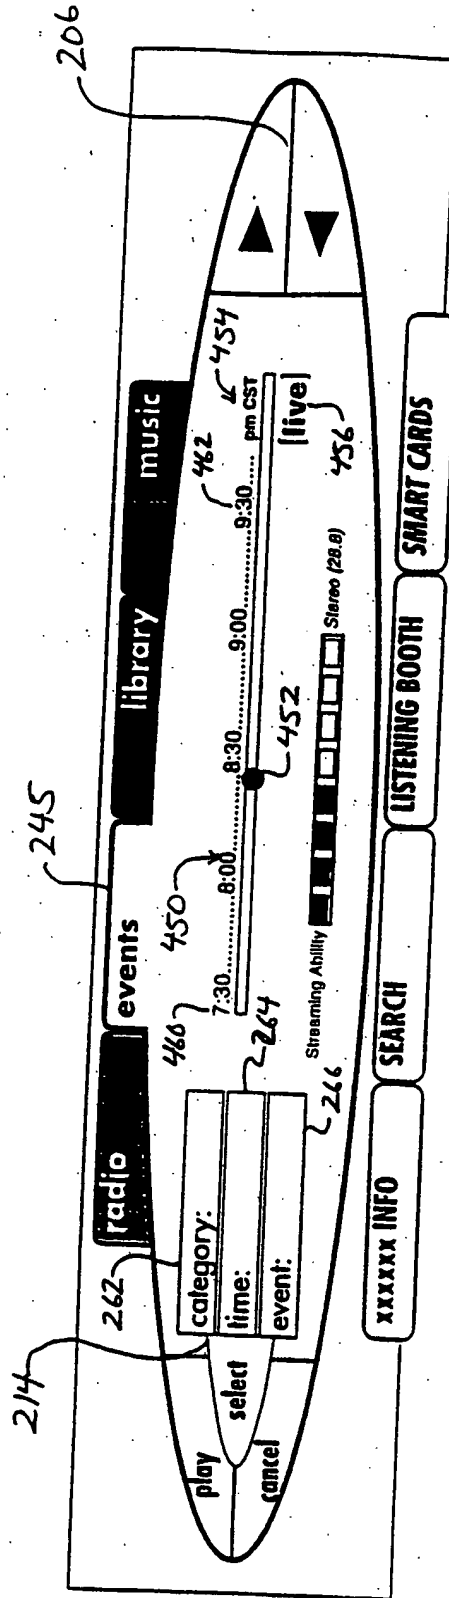 206
245
radio events library music
214
262
460
450
462
454
7:30 8:00 8:30 9:00 9:30 pm CST
[live]
456
452
264
266
category:
time:
event:
play
select
cancel
Streaming Ability Stereo (28.8)
xxxxxx INFO SEARCH LISTENING BOOTH SMART CARDS